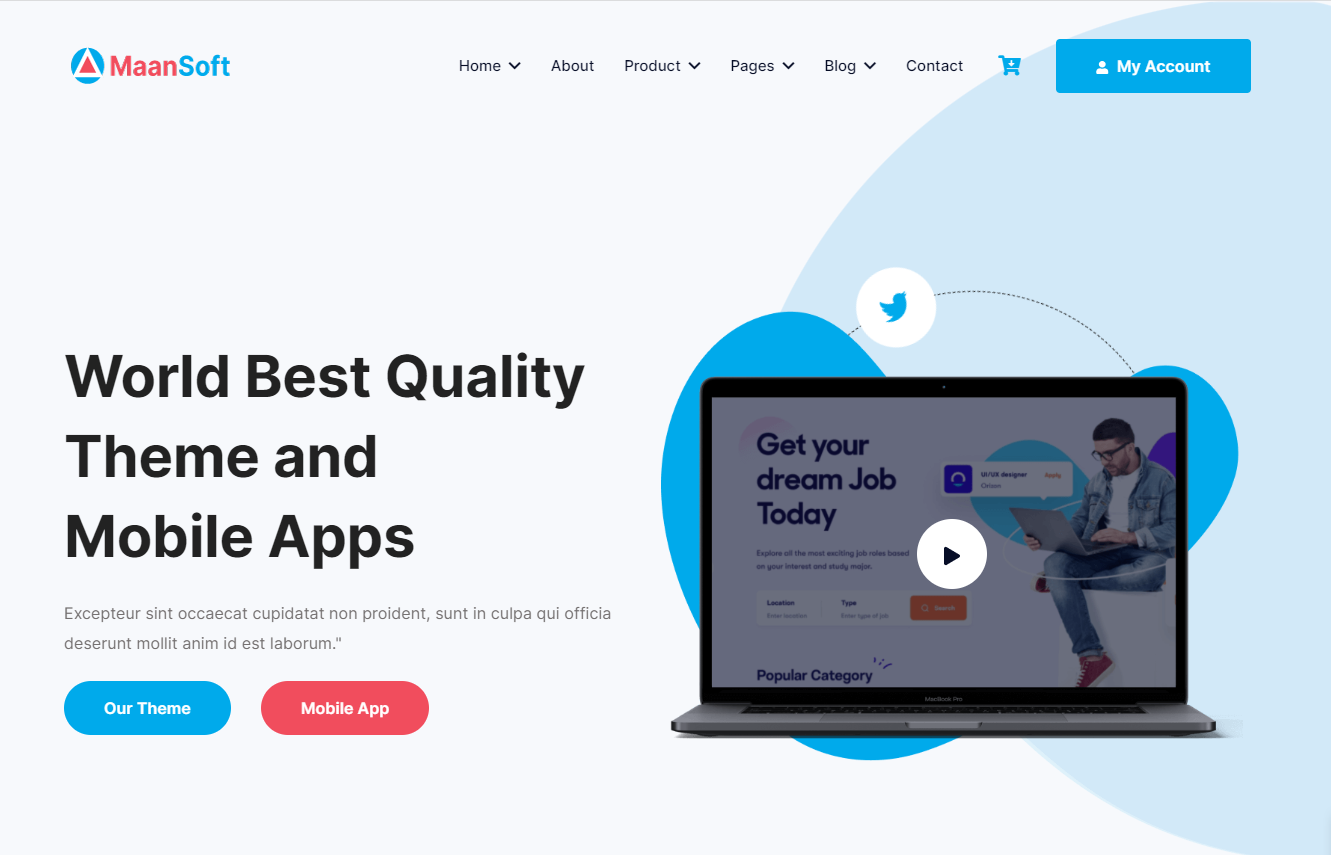 MaanSoft
Home
About
Product
Pages
Blog
Contact
My Account
World Best Quality
Theme and
Mobile Apps
Excepteur sint occaecat cupidatat non proident, sunt in culpa qui officia
deserunt mollit anim id est laborum."
Our Theme
Mobile App
Get your
dream Job
Today
UI/UX designer
Apply
Orizon
Explore all the most exciting job roles based
on your interest and study major.
Location
Type
Enter location
Enter type of job
Search
Popular Category
MacBook Pro